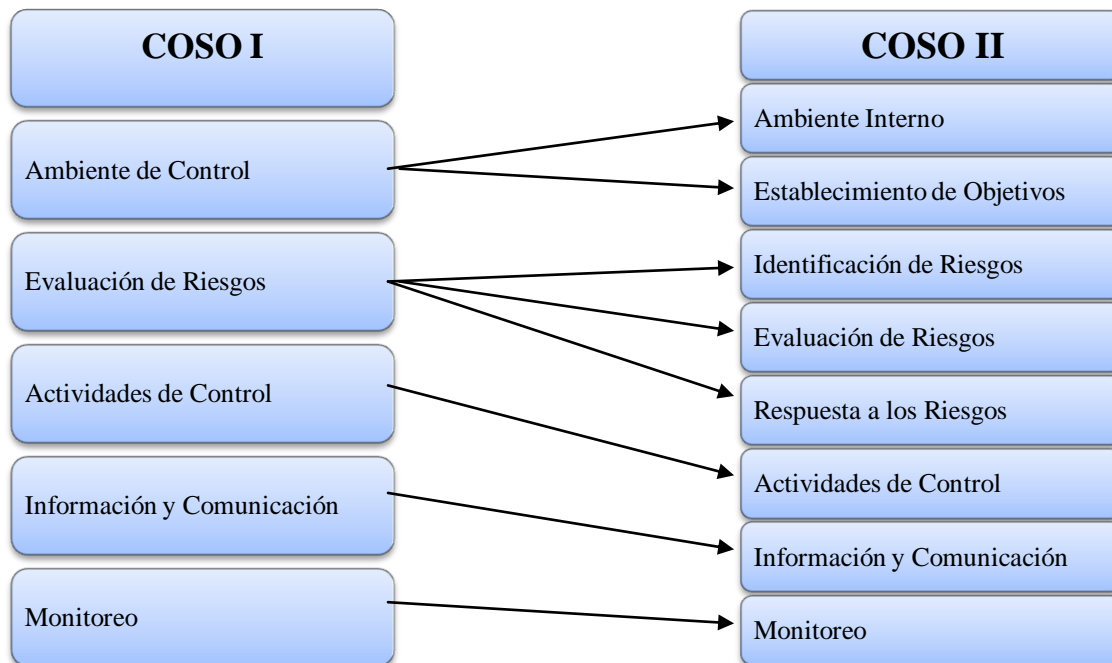 COSO I
Ambiente de Control
Evaluación de Riesgos
Actividades de Control
Información y Comunicación
Monitoreo
COSO II
Ambiente Interno
Establecimiento de Objetivos
Identificación de Riesgos
Evaluación de Riesgos
Respuesta a los Riesgos
Actividades de Control
Información y Comunicación
Monitoreo